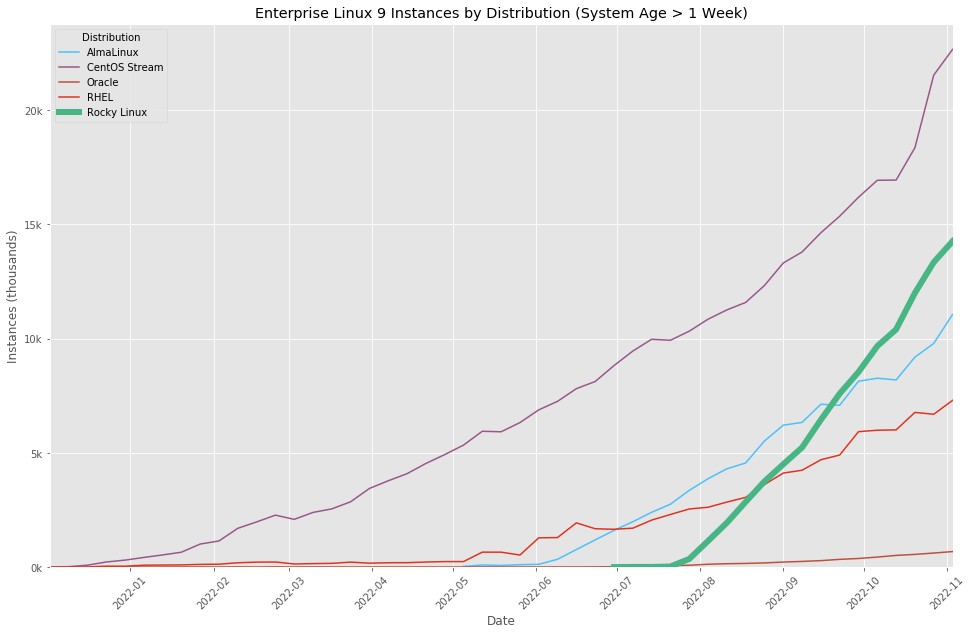 Enterprise Linux 9 Instances by Distribution (System Age > 1 Week)
Distribution
AlmaLinux
CentOS Stream
Oracle
RHEL
Rocky Linux
Instances (thousands)
20k
15k
10k
5k
0k
2022-01
2022-02
2022-03
2022-04
2022-05
2022-06
2022-07
2022-08
2022-09
2022-10
2022-11
Date